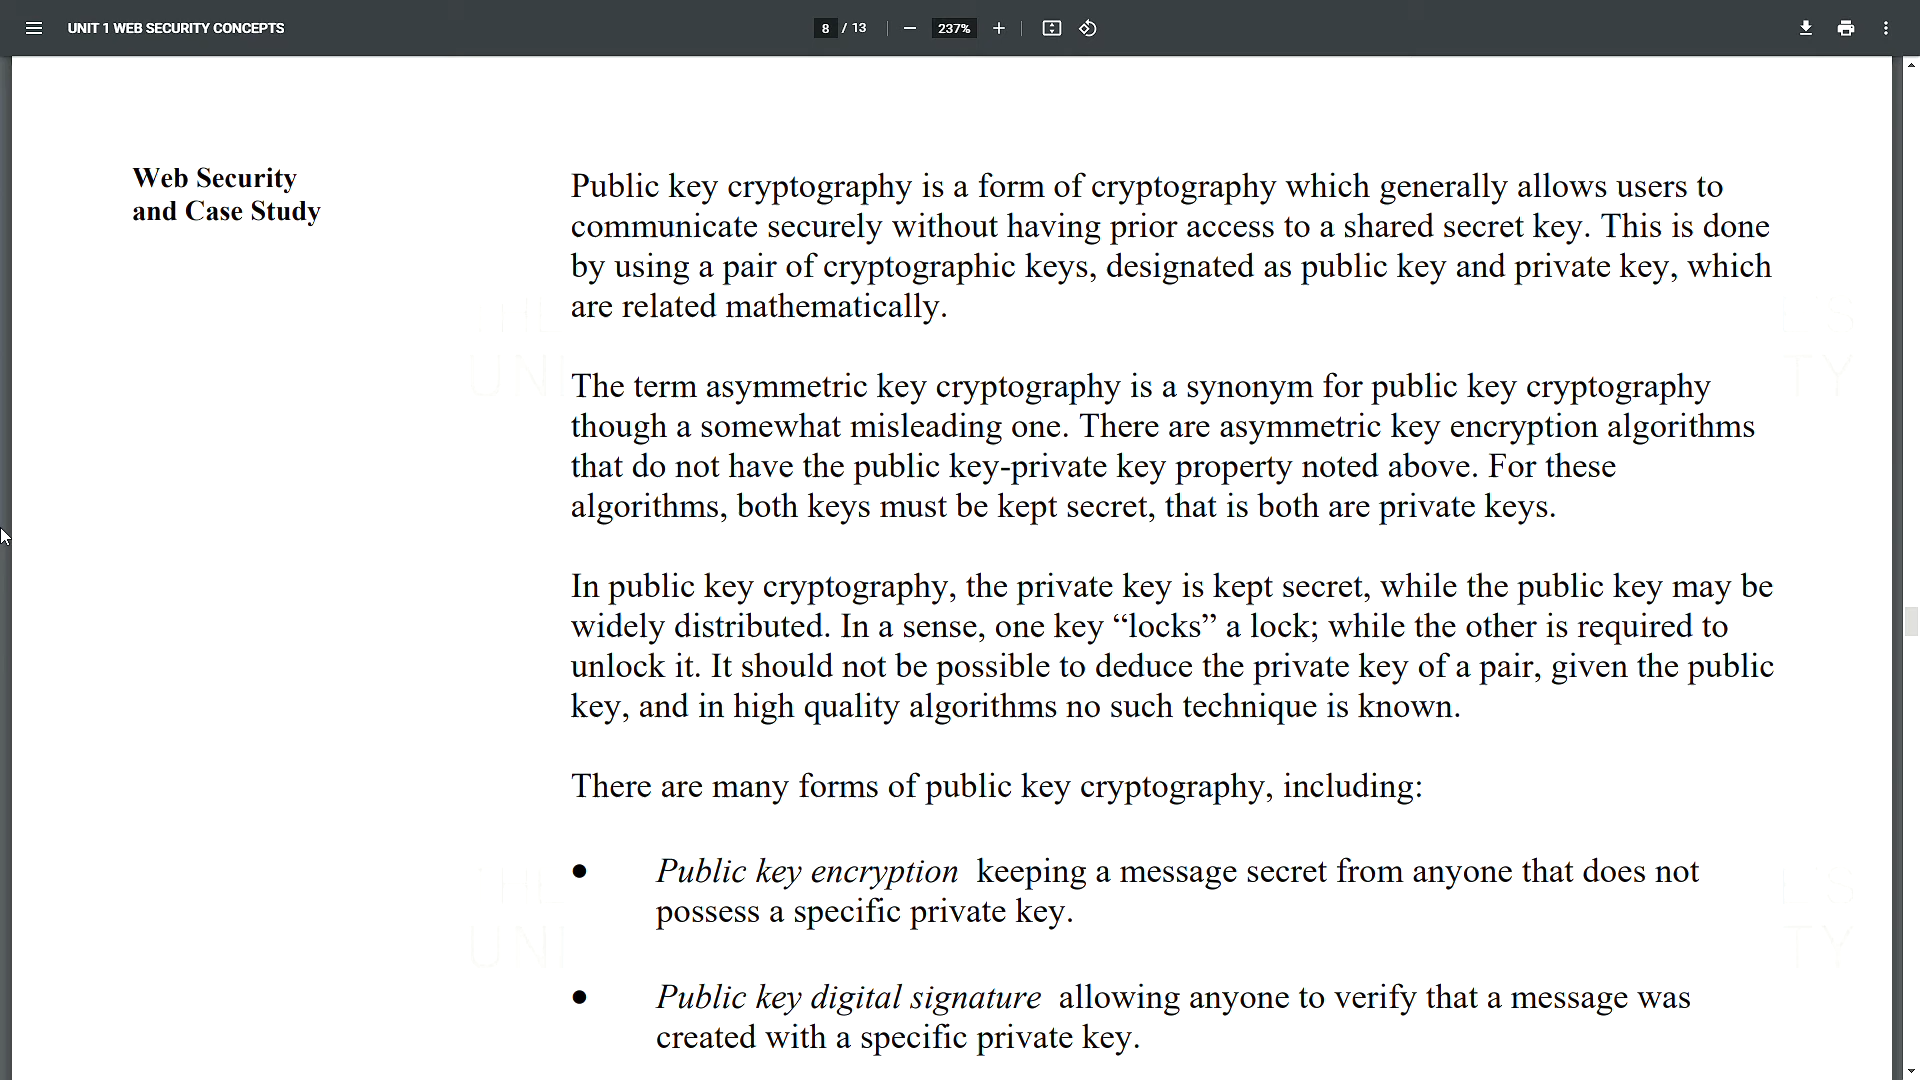 UNIT 1 WEB SECURITY CONCEPTS
8 / 13
237%
Web Security
and Case Study
Public key cryptography is a form of cryptography which generally allows users to
communicate securely without having prior access to a shared secret key. This is done
by using a pair of cryptographic keys, designated as public key and private key, which
are related mathematically.
The term asymmetric key cryptography is a synonym for public key cryptography
though a somewhat misleading one. There are asymmetric key encryption algorithms
that do not have the public key-private key property noted above. For these
algorithms, both keys must be kept secret, that is both are private keys.
In public key cryptography, the private key is kept secret, while the public key may be
widely distributed. In a sense, one key “locks” a lock; while the other is required to
unlock it. It should not be possible to deduce the private key of a pair, given the public
key, and in high quality algorithms no such technique is known.
There are many forms of public key cryptography, including:
● Public key encryption keeping a message secret from anyone that does not
possess a specific private key.
● Public key digital signature allowing anyone to verify that a message was
created with a specific private key.